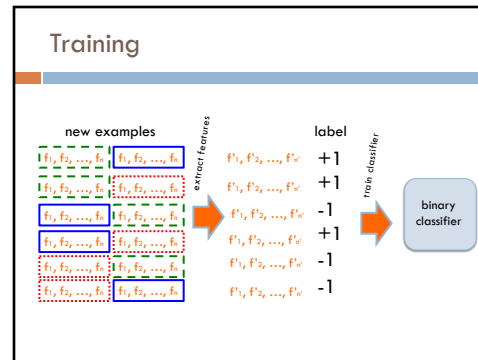 Training
new examples
extract features
label
train classifier
f₁, f₂, …, fₙ f₁, f₂, …, fₙ f'₁, f'₂, …, f'ₙ' +1
f₁, f₂, …, fₙ f₁, f₂, …, fₙ f'₁, f'₂, …, f'ₙ' +1
f₁, f₂, …, fₙ f₁, f₂, …, fₙ f'₁, f'₂, …, f'ₙ' -1
f₁, f₂, …, fₙ f₁, f₂, …, fₙ f'₁, f'₂, …, f'ₙ' +1
f₁, f₂, …, fₙ f₁, f₂, …, fₙ f'₁, f'₂, …, f'ₙ' -1
f₁, f₂, …, fₙ f₁, f₂, …, fₙ f'₁, f'₂, …, f'ₙ' -1
binary
classifier